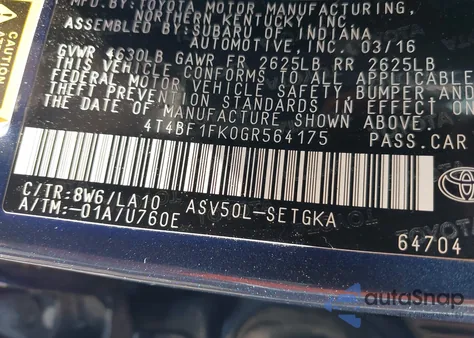 MFD.BY:TOYOTA MOTOR MANUFACTURING,
NORTHERN KENTUCKY INC
ASSEMBLED BY:SUBARU OF INDIANA
AUTOMOTIVE,INC. 03/16
GVWR 4630LB GAWR FR 2625LB RR 2625LB
THIS VEHICLE CONFORMS TO ALL APPLICABLE
FEDERAL MOTOR VEHICLE SAFETY,BUMPER AND
THEFT PREVENTION STANDARDS IN EFFECT ON
THE DATE OF MANUFACTURE SHOWN ABOVE.
4T4BF1FK0GR564175 PASS.CAR
C/TR:8W6/LA10 ASV50L-SETGKA
A/TM:-01A/U760E
64704
CAUTION
autoSnap